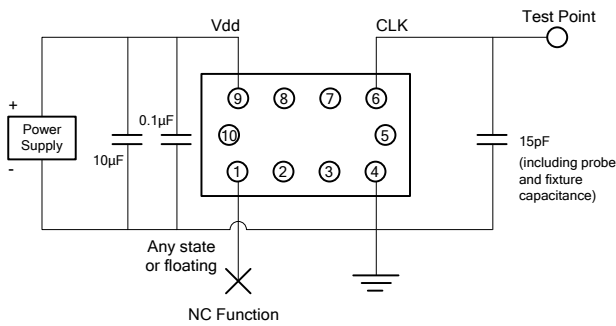 Vdd
CLK
Test Point
+
Power
Supply
-
10µF
0.1µF
9
8
7
6
10
5
1
2
3
4
15pF
(including probe
and fixture
capacitance)
Any state
or floating
NC Function